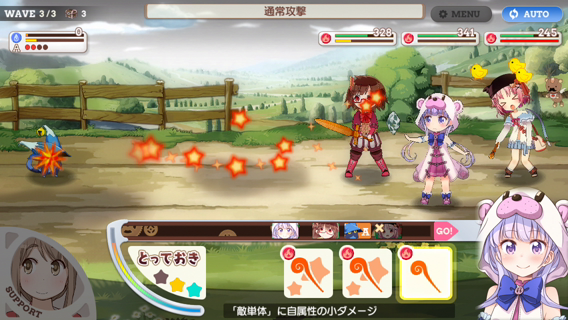 WAVE 3/3 3
通常攻撃
MENU
AUTO
0
A
328
341
245
A
GO!
とっておき
SUPPORT
「敵単体」に自属性の小ダメージ